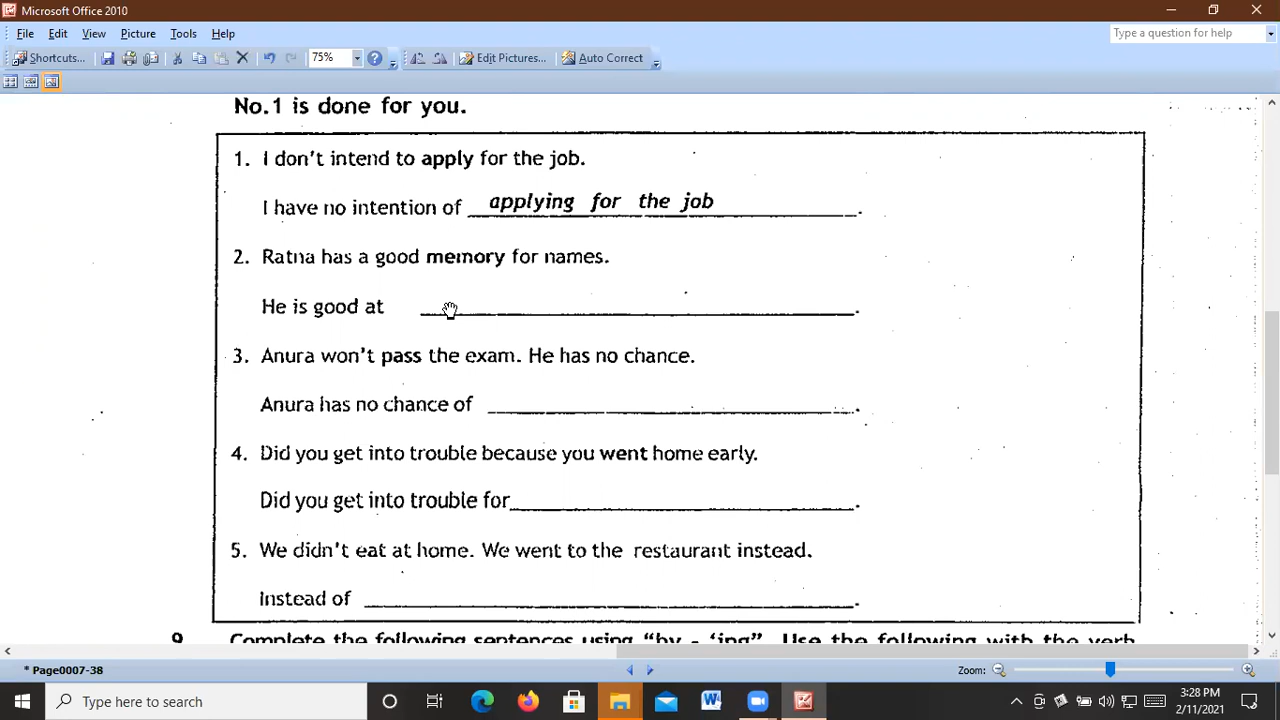 Microsoft Office 2010
File Edit View Picture Tools Help
Type a question for help
Shortcuts... 75% Edit Pictures... Auto Correct
No.1 is done for you.
1. I don't intend to apply for the job.
I have no intention of applying for the job.
2. Ratna has a good memory for names.
He is good at .
3. Anura won't pass the exam. He has no chance.
Anura has no chance of .
4. Did you get into trouble because you went home early.
Did you get into trouble for .
5. We didn't eat at home. We went to the restaurant instead.
Instead of .
9 Complete the following sentences using "by - 'ing". Use the following with the verb
* Page0007-38
Zoom:
Type here to search
3:28 PM
2/11/2021